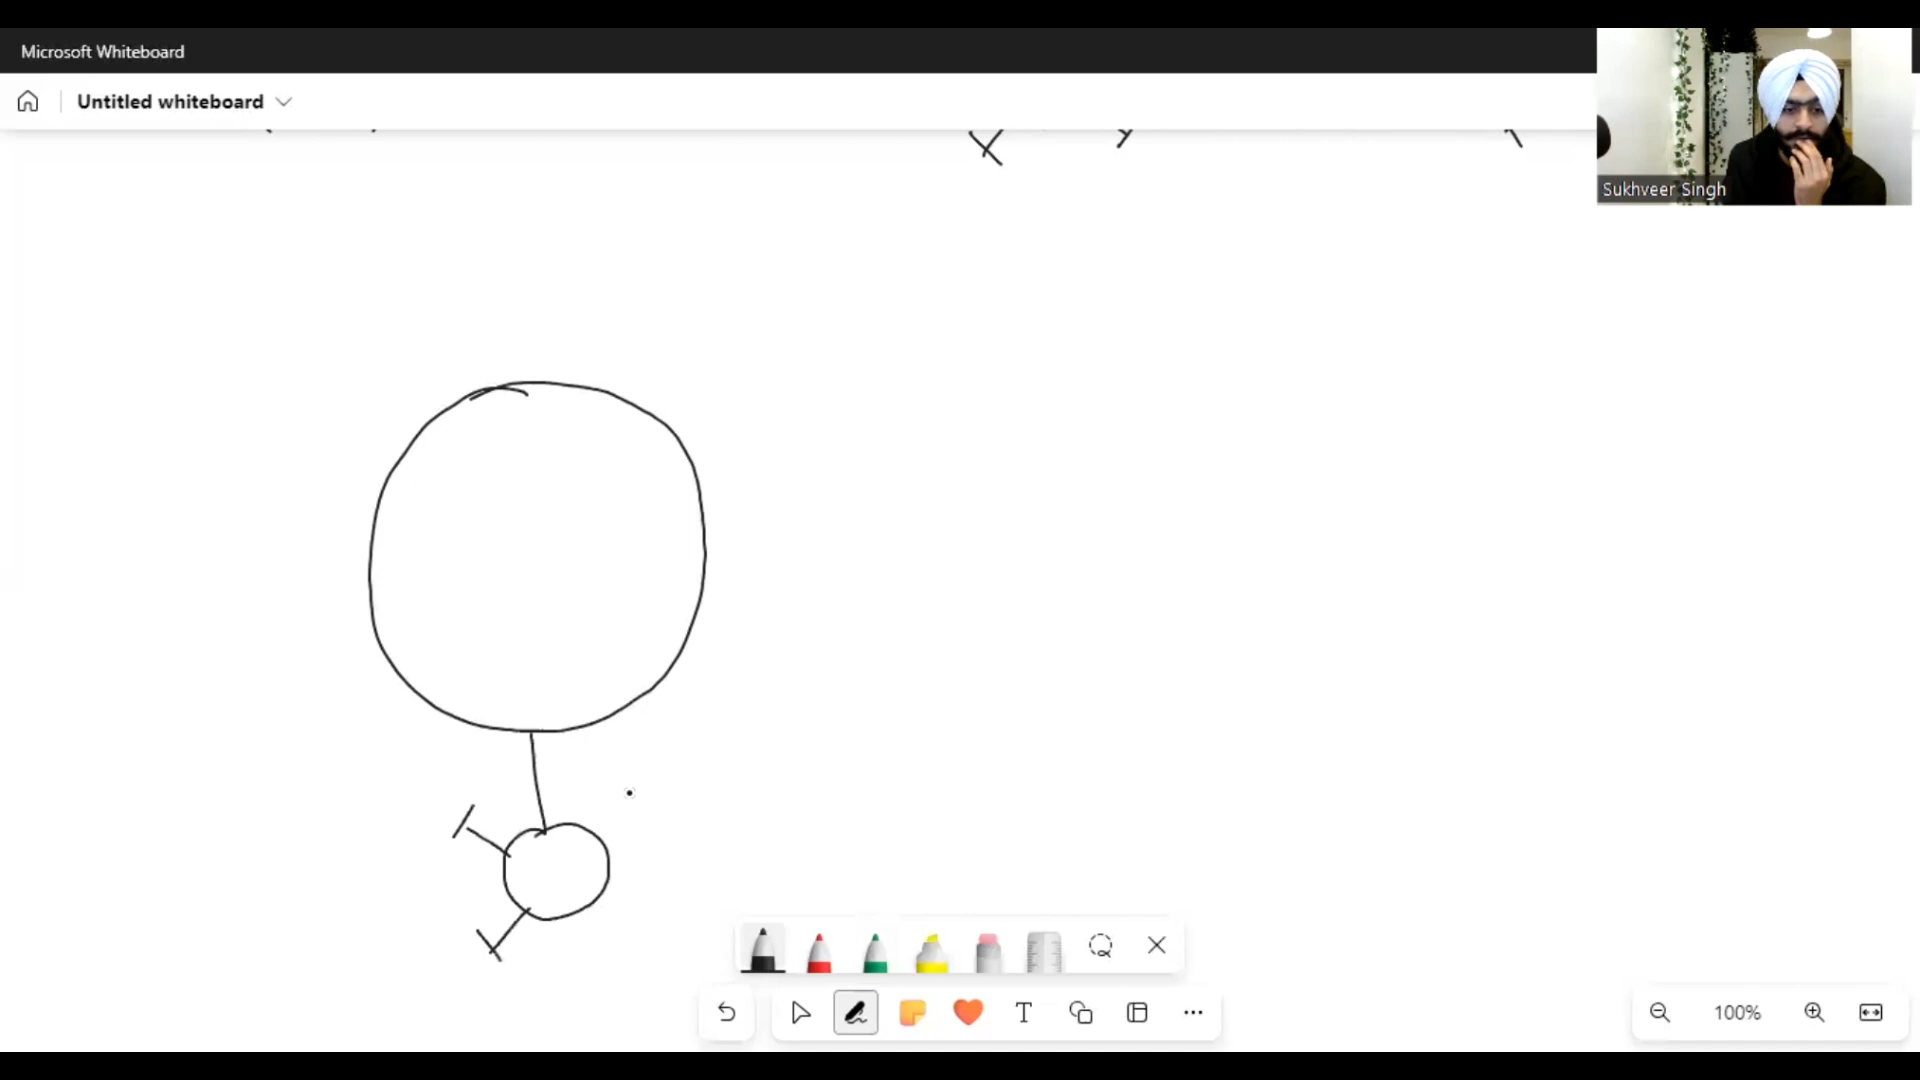 Microsoft Whiteboard
Untitled whiteboard
Sukhveer Singh
100%